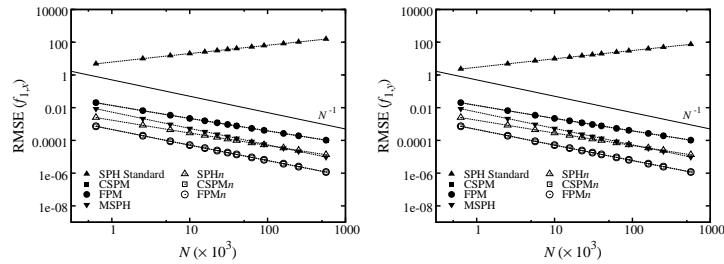 10000
100
1
0.01
0.0001
1e-06
1e-08
RMSE (f1,x)
N⁻¹
SPH Standard
CSPM
FPM
MSPH
SPHn
CSPMn
FPMn
1 10 100 1000
N (× 10³)
10000
100
1
0.01
0.0001
1e-06
1e-08
RMSE (f1,y)
N⁻¹
SPH Standard
CSPM
FPM
MSPH
SPHn
CSPMn
FPMn
1 10 100 1000
N (× 10³)